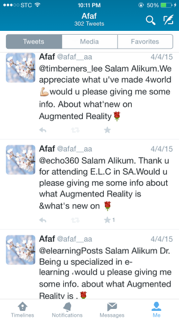 STC 10:11 PM 50%
Afaf
302 Tweets
Tweets Media Favorites
Afaf @afaf__aa 4/4/15
@timberners_lee Salam Alikum.We
appreciate what u've made 4world
💪🏼would u please giving me some
info. About what'new on
Augmented Reality🌹
Afaf @afaf__aa 4/4/15
@echo360 Salam Alikum. Thank u
for attending E.L.C in SA.Would u
please giving me some info about
what Augmented Reality is
&what's new on 🌹
1
Afaf @afaf__aa 4/4/15
@elearningPosts Salam Alikum Dr.
Being u specialized in e-
learning ،would u please giving me
some info. about what Augmented
Reality is .🌹
Timelines Notifications Messages Me